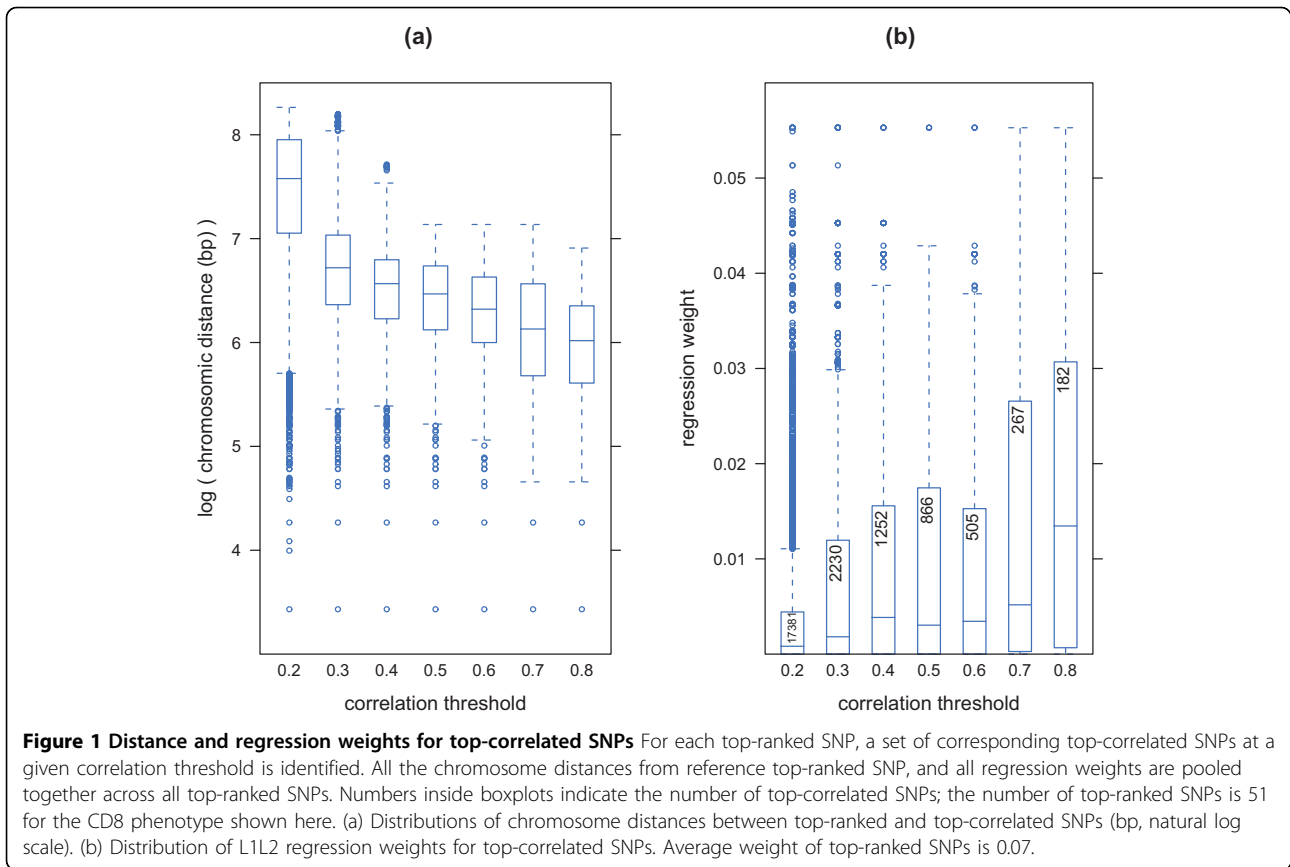 (a)
(b)
log ( chromosomic distance (bp) )
8
7
6
5
4
0.2 0.3 0.4 0.5 0.6 0.7 0.8
correlation threshold
regression weight
0.05
0.04
0.03
0.02
0.01
17381
2230
1252
866
505
267
182
0.2 0.3 0.4 0.5 0.6 0.7 0.8
correlation threshold
Figure 1 Distance and regression weights for top-correlated SNPs For each top-ranked SNP, a set of corresponding top-correlated SNPs at a
given correlation threshold is identified. All the chromosome distances from reference top-ranked SNP, and all regression weights are pooled
together across all top-ranked SNPs. Numbers inside boxplots indicate the number of top-correlated SNPs; the number of top-ranked SNPs is 51
for the CD8 phenotype shown here. (a) Distributions of chromosome distances between top-ranked and top-correlated SNPs (bp, natural log
scale). (b) Distribution of L1L2 regression weights for top-correlated SNPs. Average weight of top-ranked SNPs is 0.07.